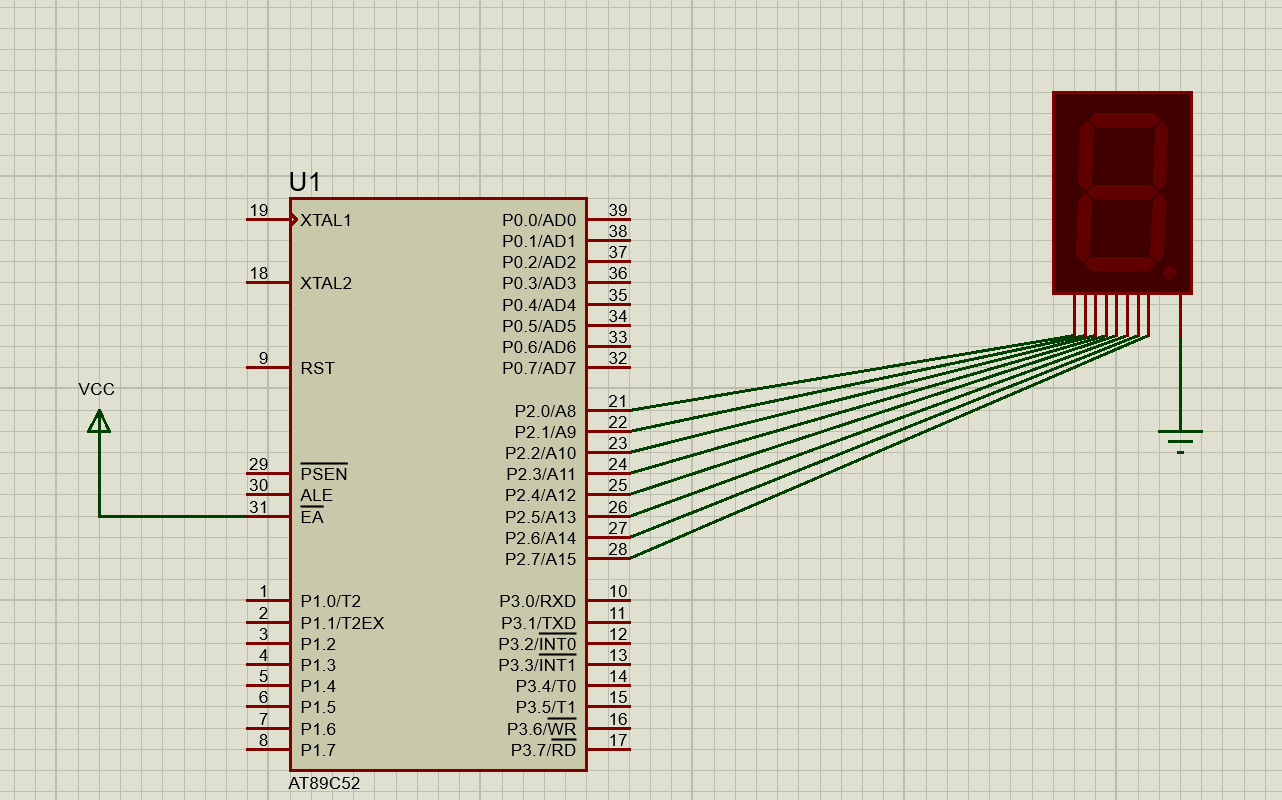 U1
19 XTAL1 P0.0/AD0 39
P0.1/AD1 38
P0.2/AD2 37
18 XTAL2 P0.3/AD3 36
P0.4/AD4 35
P0.5/AD5 34
P0.6/AD6 33
9 RST P0.7/AD7 32
VCC
P2.0/A8 21
P2.1/A9 22
P2.2/A10 23
29 PSEN P2.3/A11 24
30 ALE P2.4/A12 25
31 EA P2.5/A13 26
P2.6/A14 27
P2.7/A15 28
1 P1.0/T2 P3.0/RXD 10
2 P1.1/T2EX P3.1/TXD 11
3 P1.2 P3.2/INT0 12
4 P1.3 P3.3/INT1 13
5 P1.4 P3.4/T0 14
6 P1.5 P3.5/T1 15
7 P1.6 P3.6/WR 16
8 P1.7 P3.7/RD 17
AT89C52